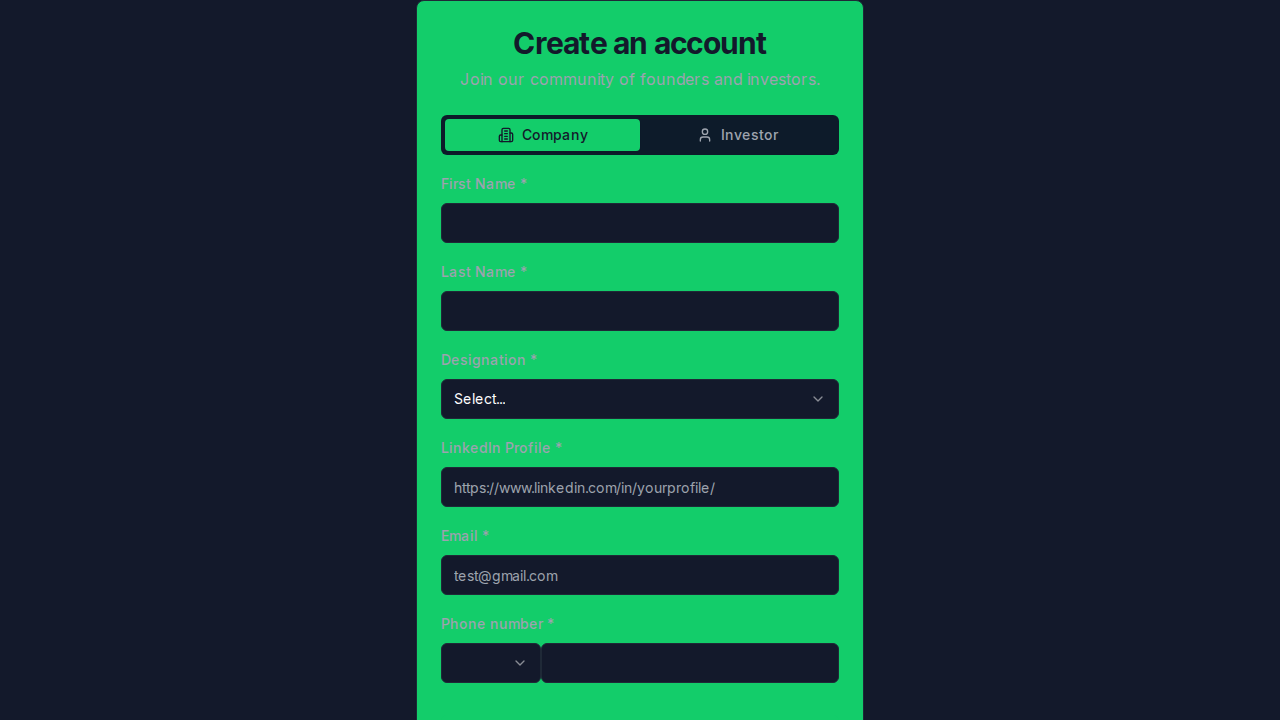 Create an account
Join our community of founders and investors.
Company
Investor
First Name *
Last Name *
Designation *
Select...
LinkedIn Profile *
https://www.linkedin.com/in/yourprofile/
Email *
test@gmail.com
Phone number *